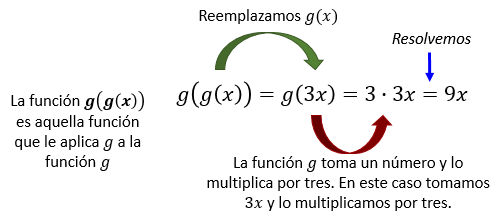 Reemplazamos g(x)
Resolvemos
La función g(g(x))
es aquella función
que le aplica g a la
función g
g(g(x)) = g(3x) = 3 · 3x = 9x
La función g toma un número y lo
multiplica por tres. En este caso tomamos
3x y lo multiplicamos por tres.